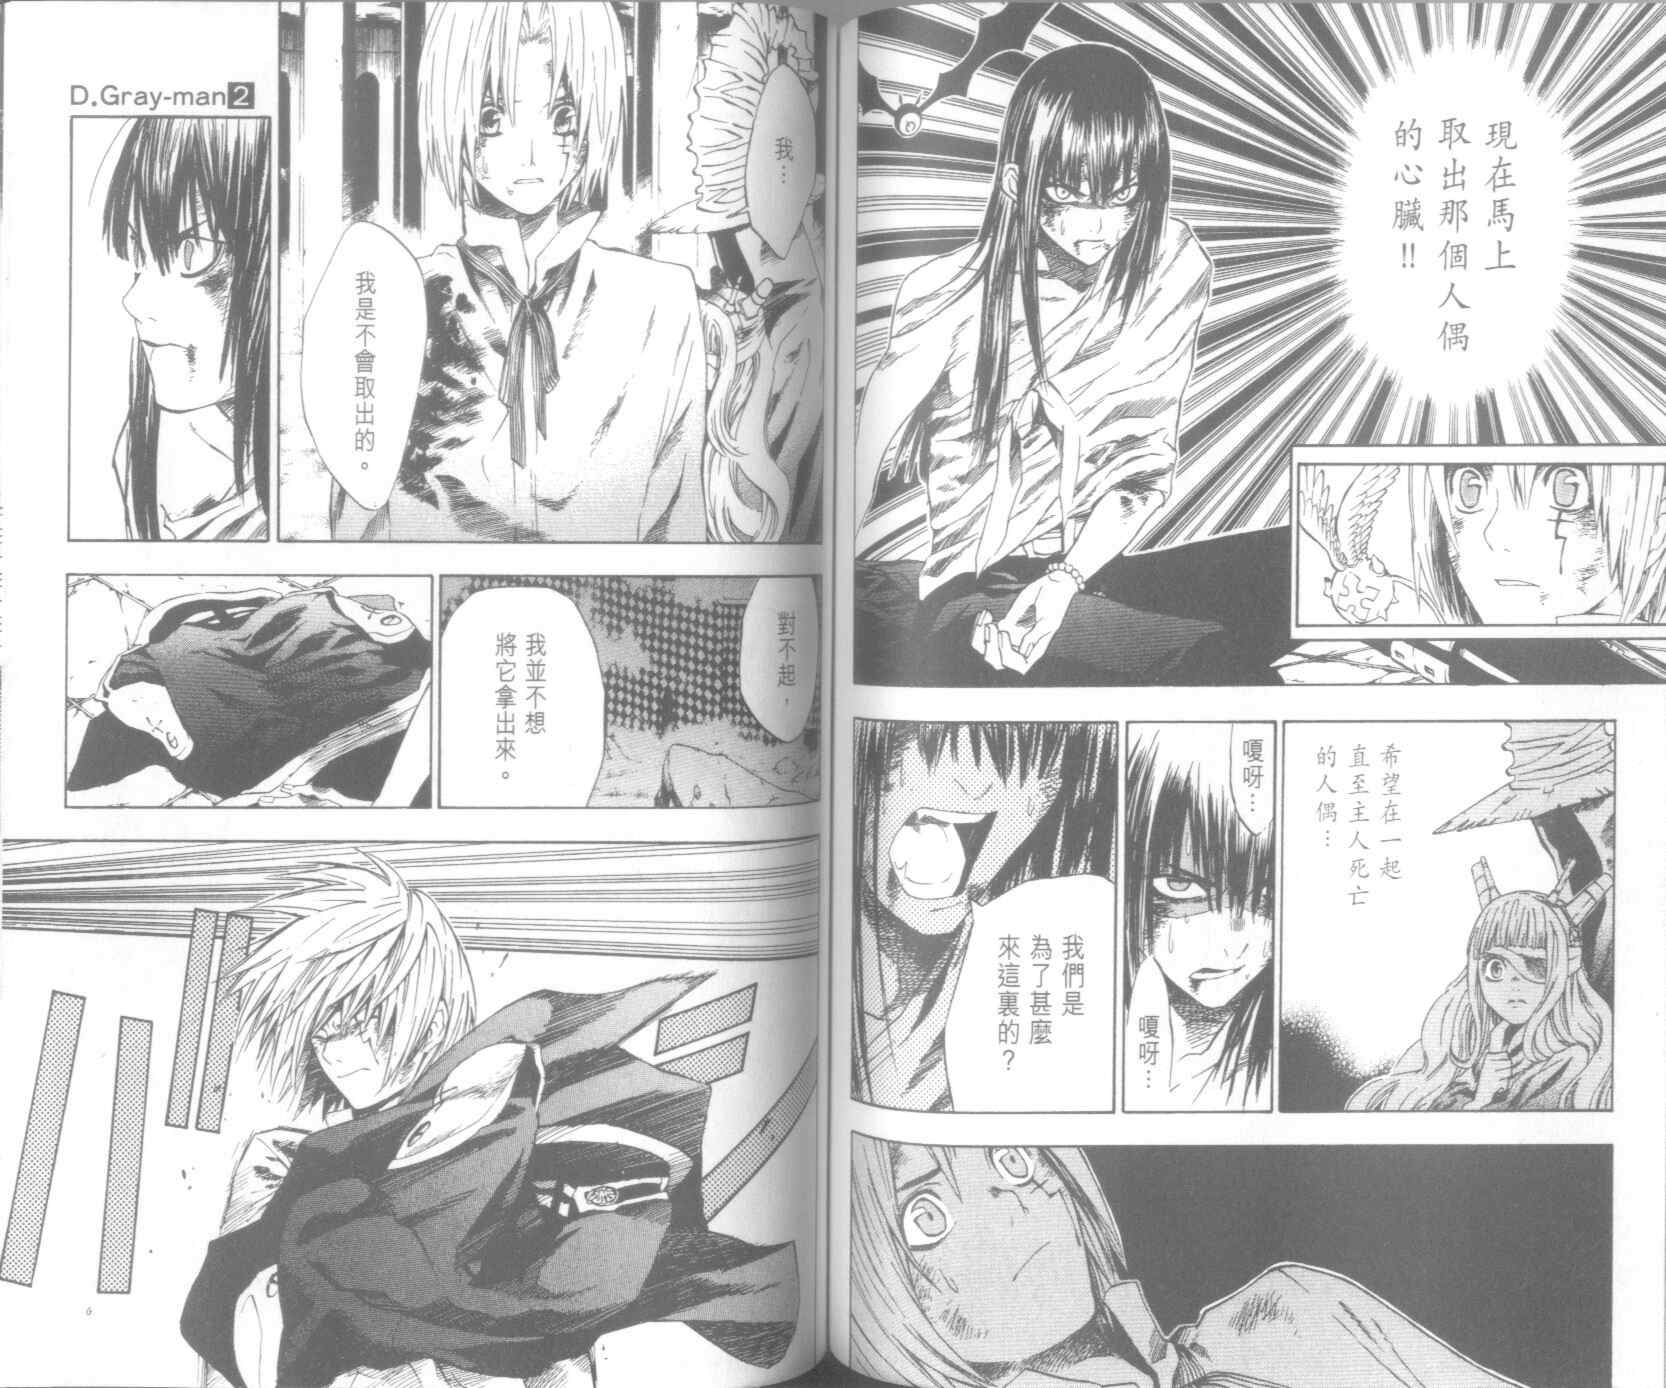 現在馬上
取出那個人偶
的心臟!!
希望在一起
直至主人死亡
的人偶…
嗄呀…
嗄呀…
我們是
為了甚麼
來這裏的？
D.Gray-man 2
我…
我是不會取出的。
對不起，
我並不想
將它拿出來。